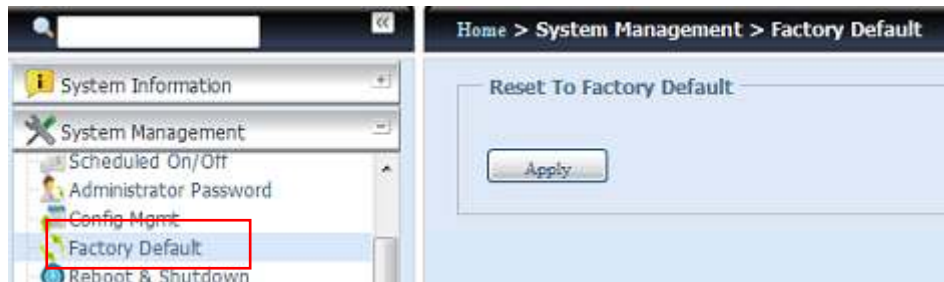 Home > System Management > Factory Default
System Information
System Management
Scheduled On/Off
Administrator Password
Config Mgmt
Factory Default
Reboot & Shutdown
Reset To Factory Default
Apply